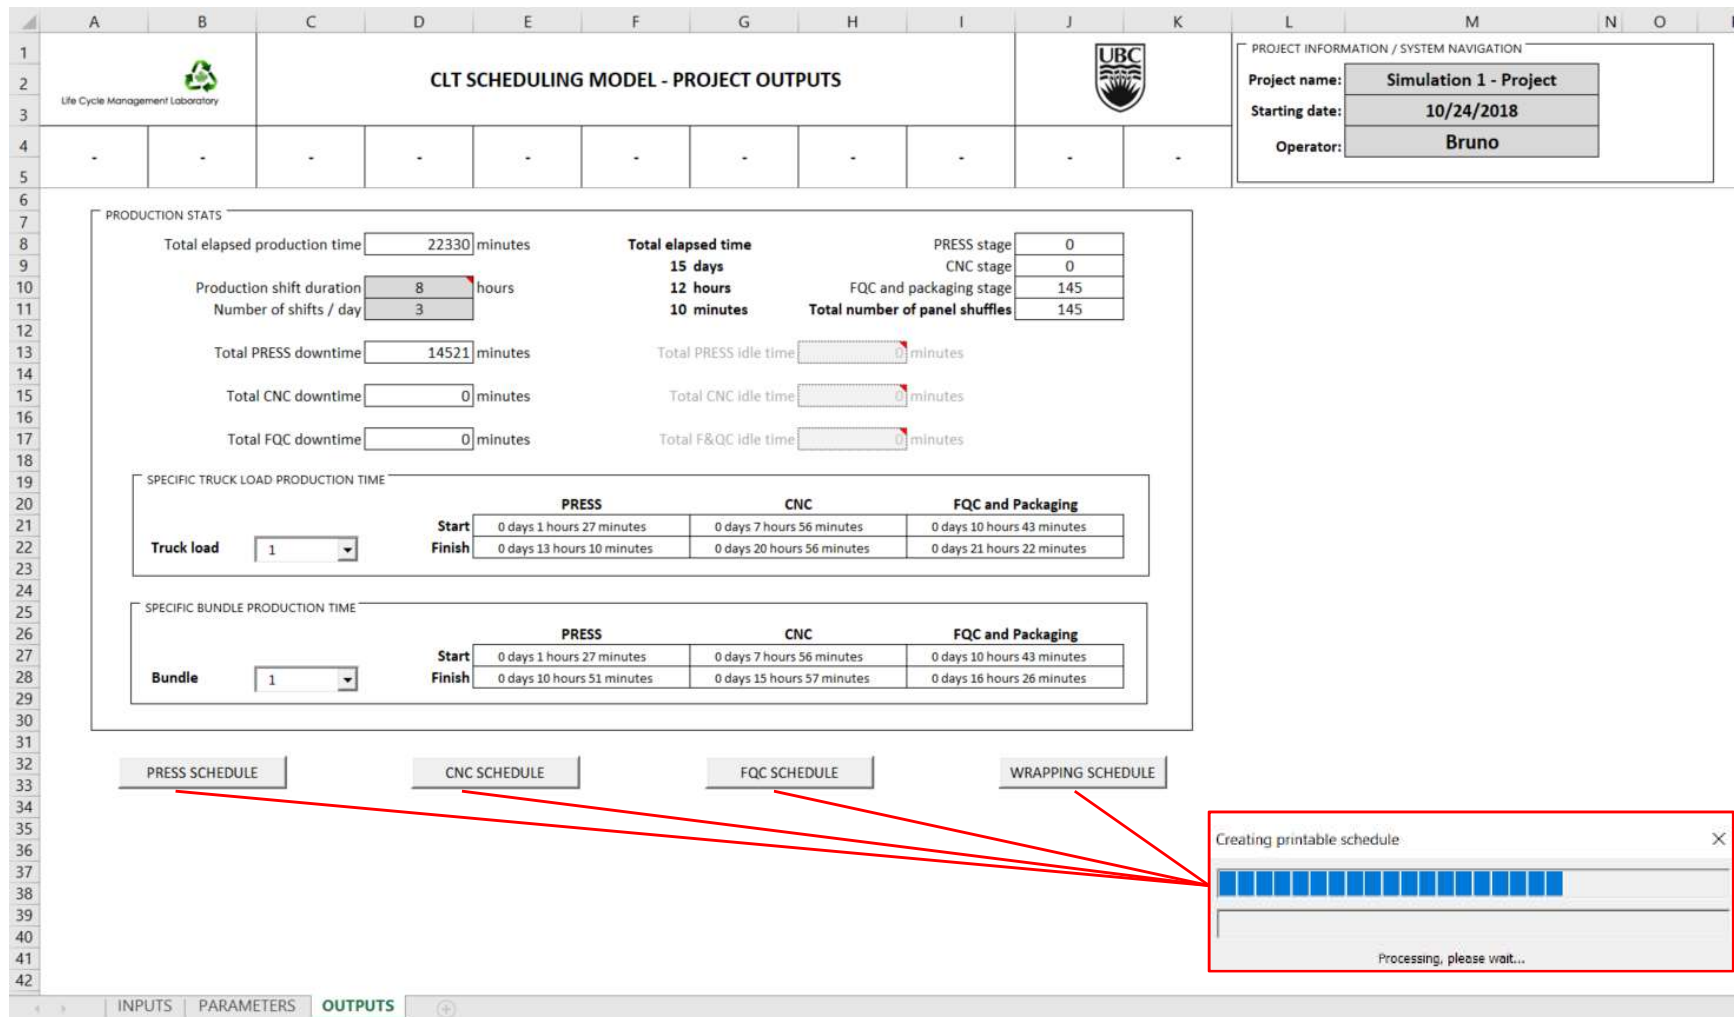 A B C D E F G H I J K L M N O
1
2
3
4
5
6
7
8
9
10
11
12
13
14
15
16
17
18
19
20
21
22
23
24
25
26
27
28
29
30
31
32
33
34
35
36
37
38
39
40
41
42
Life Cycle Management Laboratory
CLT SCHEDULING MODEL - PROJECT OUTPUTS
UBC
PROJECT INFORMATION / SYSTEM NAVIGATION
Project name: Simulation 1 - Project
Starting date: 10/24/2018
Operator: Bruno
- - - - - - - - - - -
PRODUCTION STATS
Total elapsed production time 22330 minutes Total elapsed time PRESS stage 0
15 days CNC stage 0
Production shift duration 8 hours 12 hours FQC and packaging stage 145
Number of shifts / day 3 10 minutes Total number of panel shuffles 145
Total PRESS downtime 14521 minutes Total PRESS idle time 0 minutes
Total CNC downtime 0 minutes Total CNC idle time 0 minutes
Total FQC downtime 0 minutes Total F&QC idle time 0 minutes
SPECIFIC TRUCK LOAD PRODUCTION TIME
PRESS CNC FQC and Packaging
Start 0 days 1 hours 27 minutes 0 days 7 hours 56 minutes 0 days 10 hours 43 minutes
Truck load 1 Finish 0 days 13 hours 10 minutes 0 days 20 hours 56 minutes 0 days 21 hours 22 minutes
SPECIFIC BUNDLE PRODUCTION TIME
PRESS CNC FQC and Packaging
Start 0 days 1 hours 27 minutes 0 days 7 hours 56 minutes 0 days 10 hours 43 minutes
Bundle 1 Finish 0 days 10 hours 51 minutes 0 days 15 hours 57 minutes 0 days 16 hours 26 minutes
PRESS SCHEDULE CNC SCHEDULE FQC SCHEDULE WRAPPING SCHEDULE
Creating printable schedule
Processing, please wait...
INPUTS PARAMETERS OUTPUTS